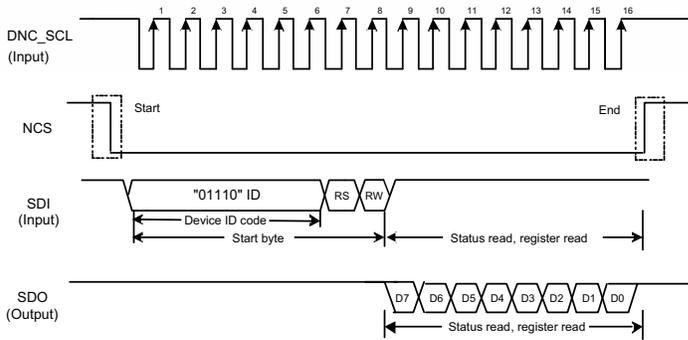 1 2 3 4 5 6 7 8 9 10 11 12 13 14 15 16
DNC_SCL
(Input)
Start
End
NCS
SDI
(Input)
"01110" ID
RS
RW
Device ID code
Start byte
Status read, register read
SDO
(Output)
D7 D6 D5 D4 D3 D2 D1 D0
Status read, register read